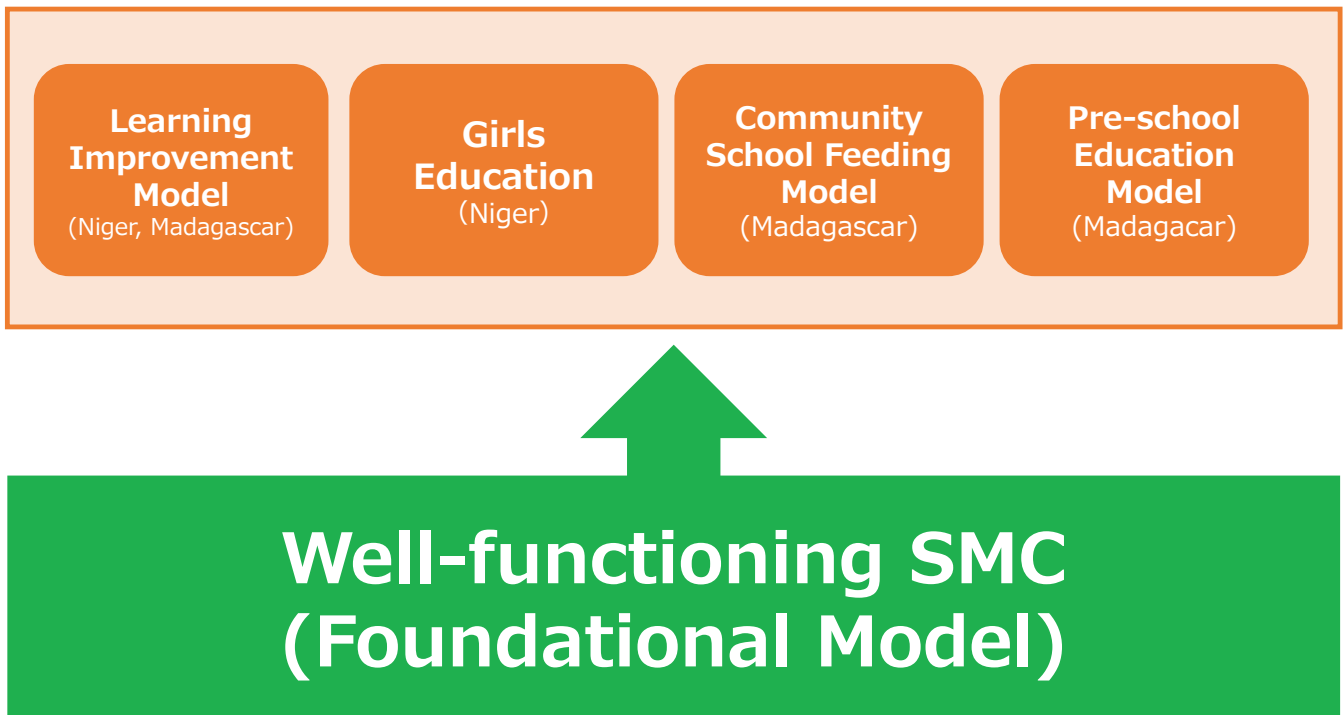 Learning
Improvement
Model
(Niger, Madagascar)
Girls
Education
(Niger)
Community
School Feeding
Model
(Madagascar)
Pre-school
Education
Model
(Madagacar)
Well-functioning SMC
(Foundational Model)